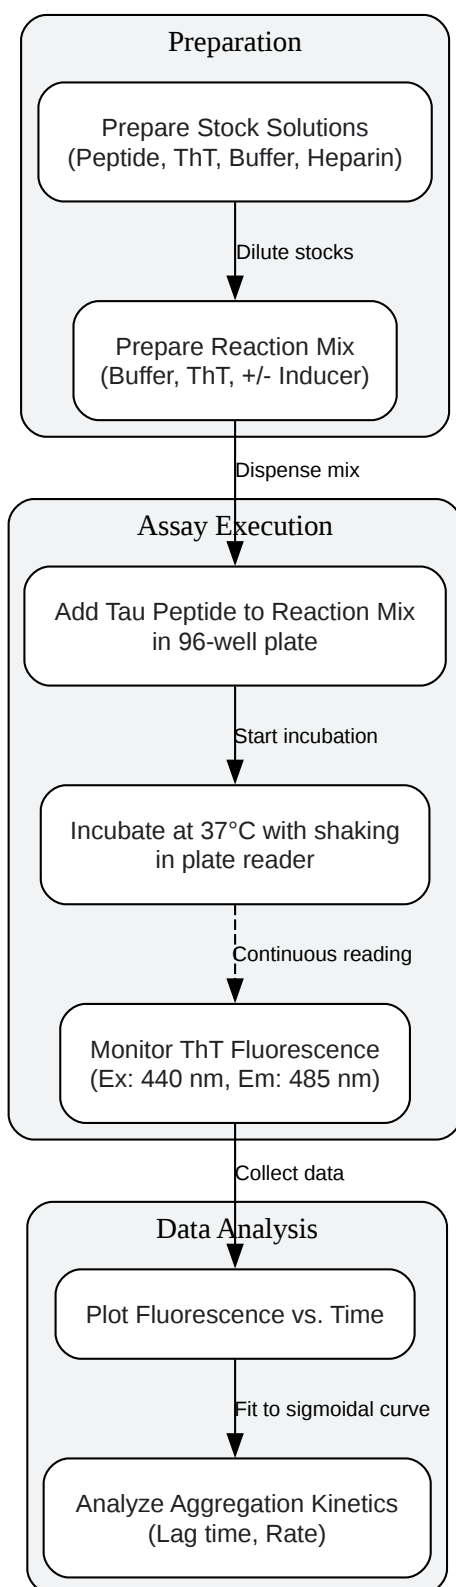 Preparation
Prepare Stock Solutions
(Peptide, ThT, Buffer, Heparin)
Dilute stocks
Prepare Reaction Mix
(Buffer, ThT, +/- Inducer)
Dispense mix
Assay Execution
Add Tau Peptide to Reaction Mix
in 96-well plate
Start incubation
Incubate at 37°C with shaking
in plate reader
Continuous reading
Monitor ThT Fluorescence
(Ex: 440 nm, Em: 485 nm)
Collect data
Data Analysis
Plot Fluorescence vs. Time
Fit to sigmoidal curve
Analyze Aggregation Kinetics
(Lag time, Rate)